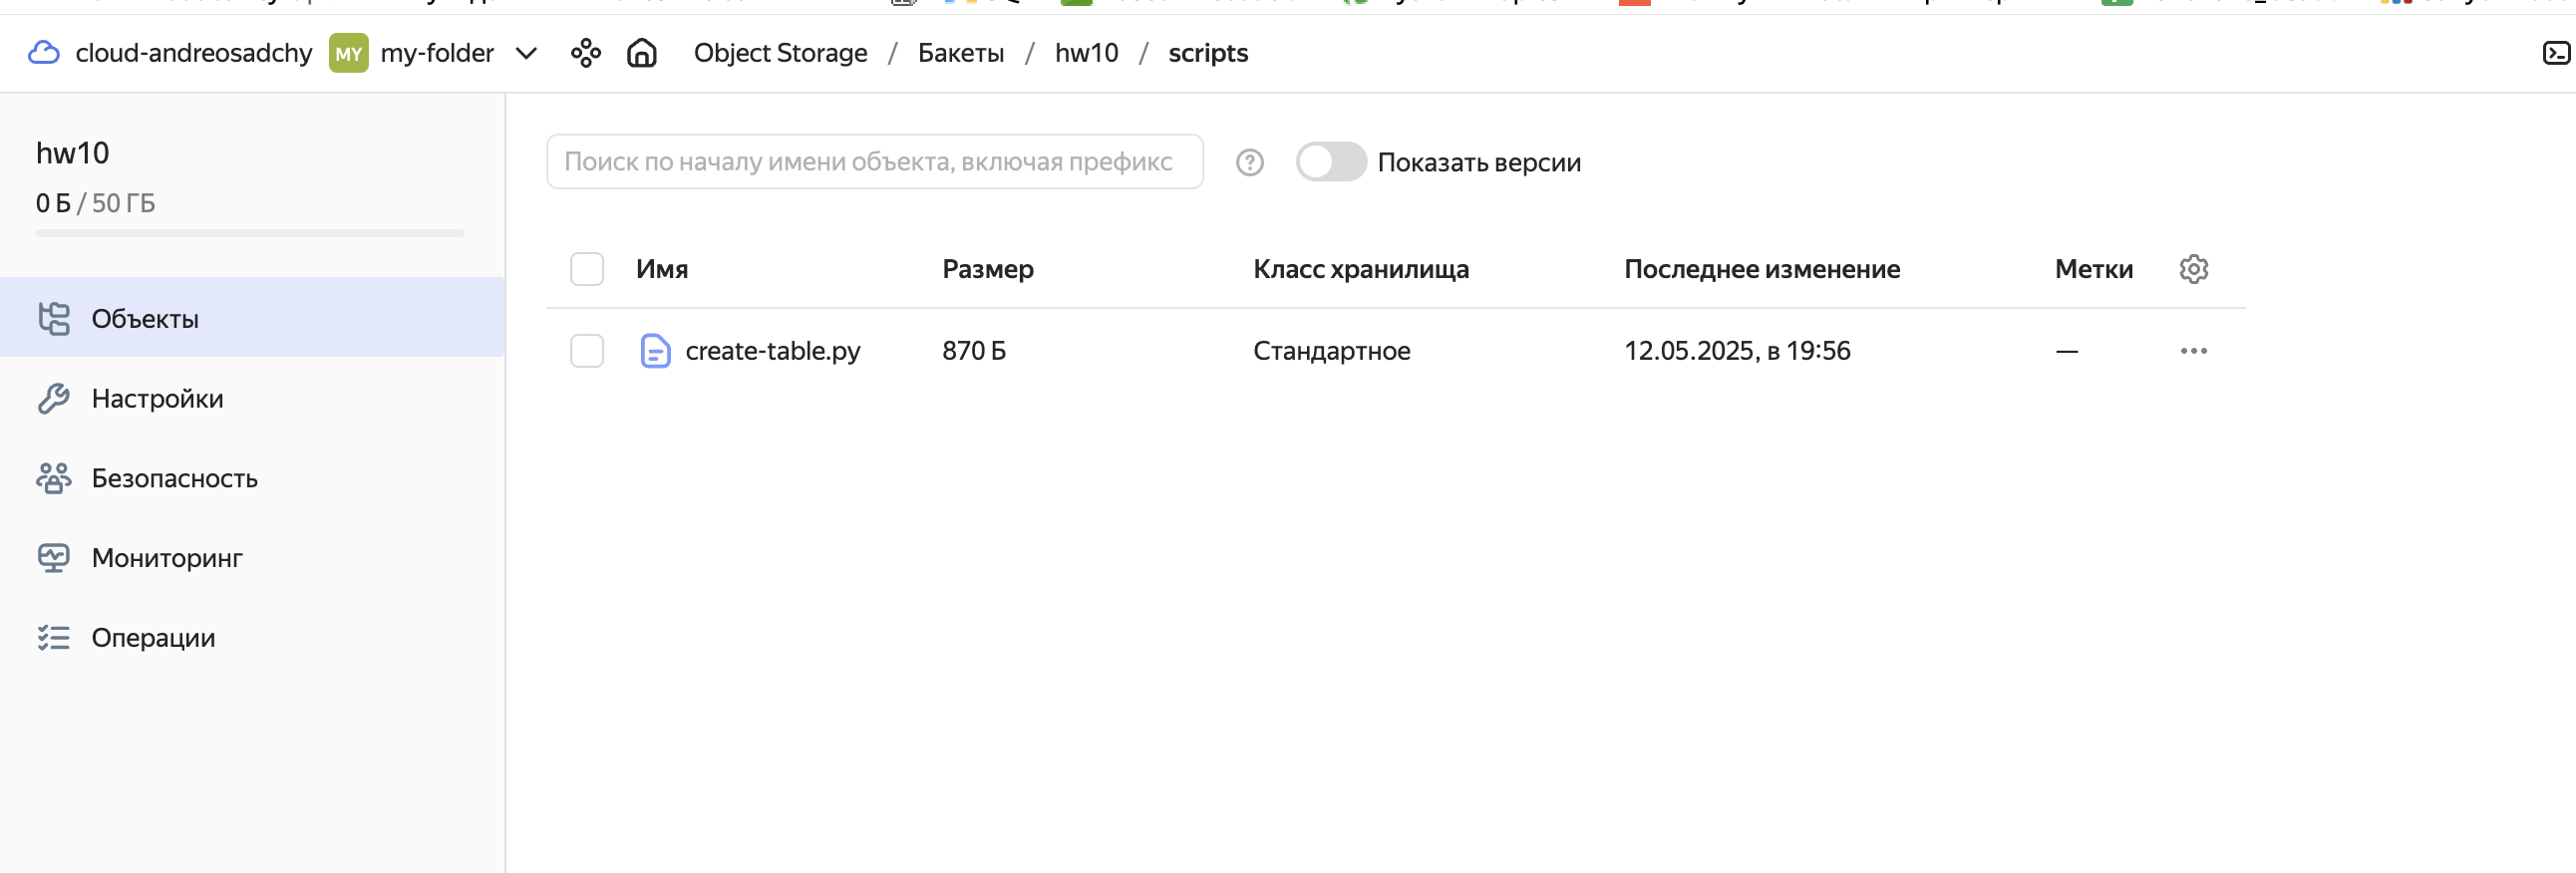 cloud-andreosadchy MY my-folder Object Storage / Бакеты / hw10 / scripts
hw10
0 Б / 50 ГБ
Объекты
Настройки
Безопасность
Мониторинг
Операции
Поиск по началу имени объекта, включая префикс ? Показать версии
Имя Размер Класс хранилища Последнее изменение Метки
create-table.py 870 Б Стандартное 12.05.2025, в 19:56 — •••